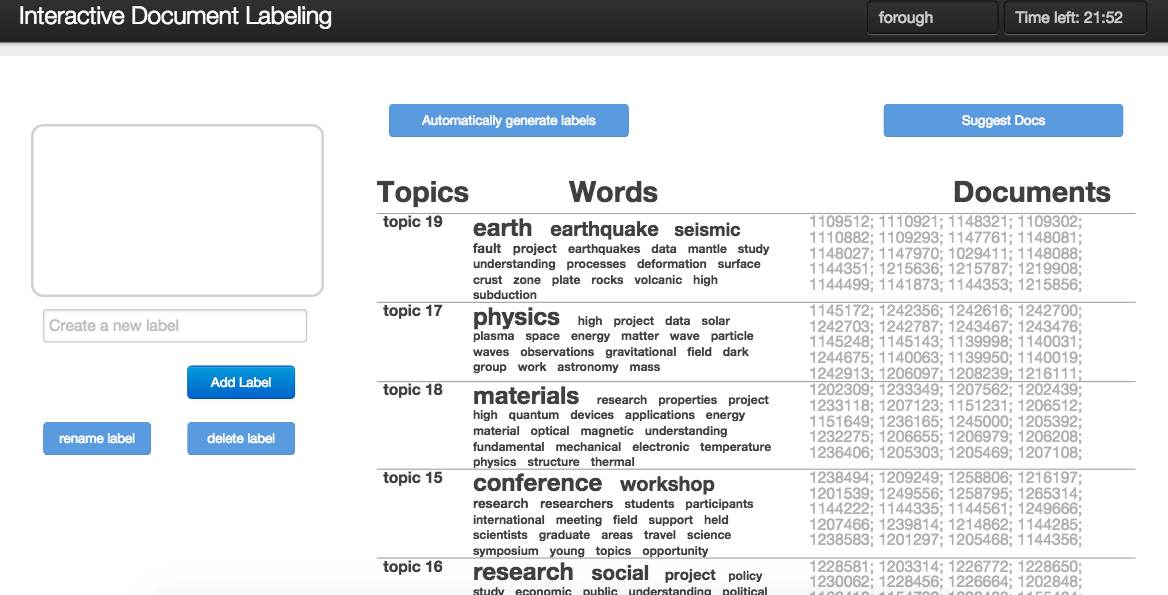 Interactive Document Labeling
forough
Time left: 21:52
Automatically generate labels
Suggest Docs
Create a new label
Add Label
rename label
delete label
Topics Words Documents
topic 19
earth earthquake seismic
fault project earthquakes data mantle study
understanding processes deformation surface
crust zone plate rocks volcanic high
subduction
1109512; 1110921; 1148321; 1109302;
1110882; 1109293; 1147761; 1148081;
1148027; 1147970; 1029411; 1148088;
1144351; 1215636; 1215787; 1219908;
1144499; 1141873; 1144353; 1215856;
topic 17
physics high project data solar
plasma space energy matter wave particle
waves observations gravitational field dark
group work astronomy mass
1145172; 1242356; 1242616; 1242700;
1242703; 1242787; 1243467; 1243476;
1145248; 1145143; 1139998; 1140031;
1244675; 1140063; 1139950; 1140019;
1242913; 1206097; 1208239; 1216111;
topic 18
materials research properties project
high quantum devices applications energy
material optical magnetic understanding
fundamental mechanical electronic temperature
physics structure thermal
1202309; 1233349; 1207562; 1202439;
1233118; 1207123; 1151231; 1206512;
1151649; 1236165; 1245000; 1205392;
1232275; 1206655; 1206979; 1206208;
1236406; 1205303; 1205469; 1207108;
topic 15
conference workshop
research researchers students participants
international meeting field support held
scientists graduate areas travel science
symposium young topics opportunity
1238494; 1209249; 1258806; 1216197;
1201539; 1249556; 1258795; 1265314;
1144222; 1144335; 1144561; 1249666;
1207466; 1239814; 1214862; 1144285;
1238583; 1201297; 1205468; 1144356;
topic 16
research social project policy
study economic public understanding political
1228581; 1203314; 1226772; 1228650;
1230062; 1228456; 1226664; 1202848;